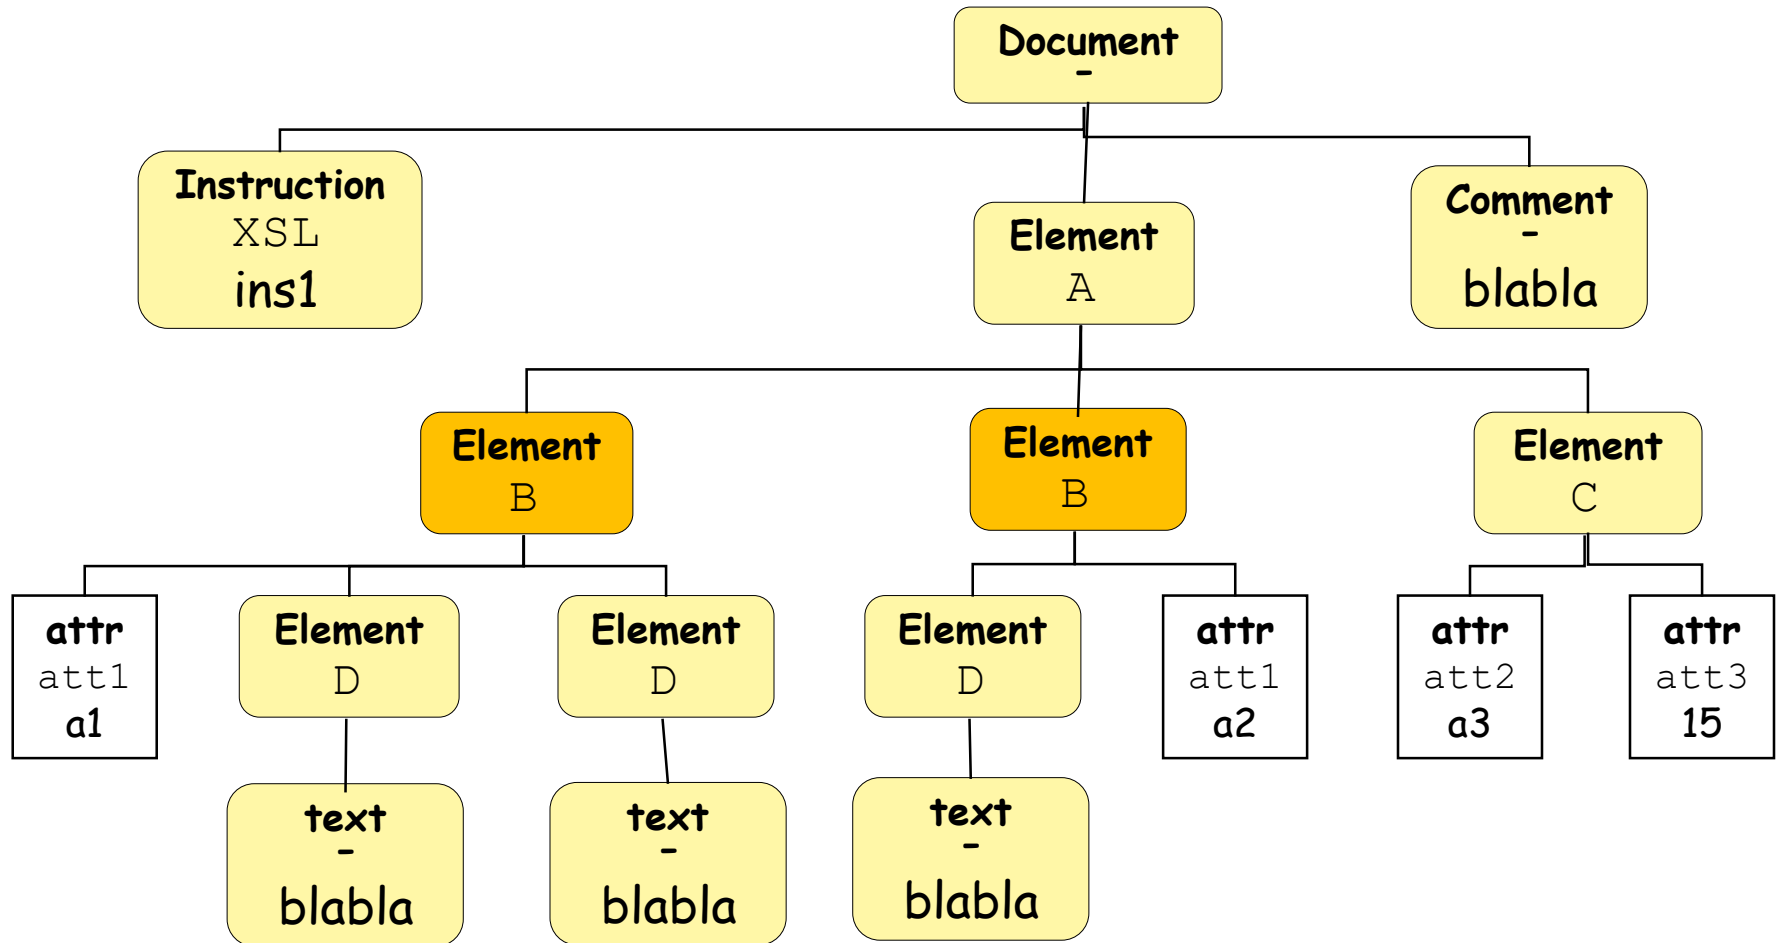 Document
-
Instruction
XSL
ins1
Element
A
Comment
-
blabla
Element
B
Element
B
Element
C
attr
att1
a1
Element
D
Element
D
Element
D
attr
att1
a2
attr
att2
a3
attr
att3
15
text
-
blabla
text
-
blabla
text
-
blabla